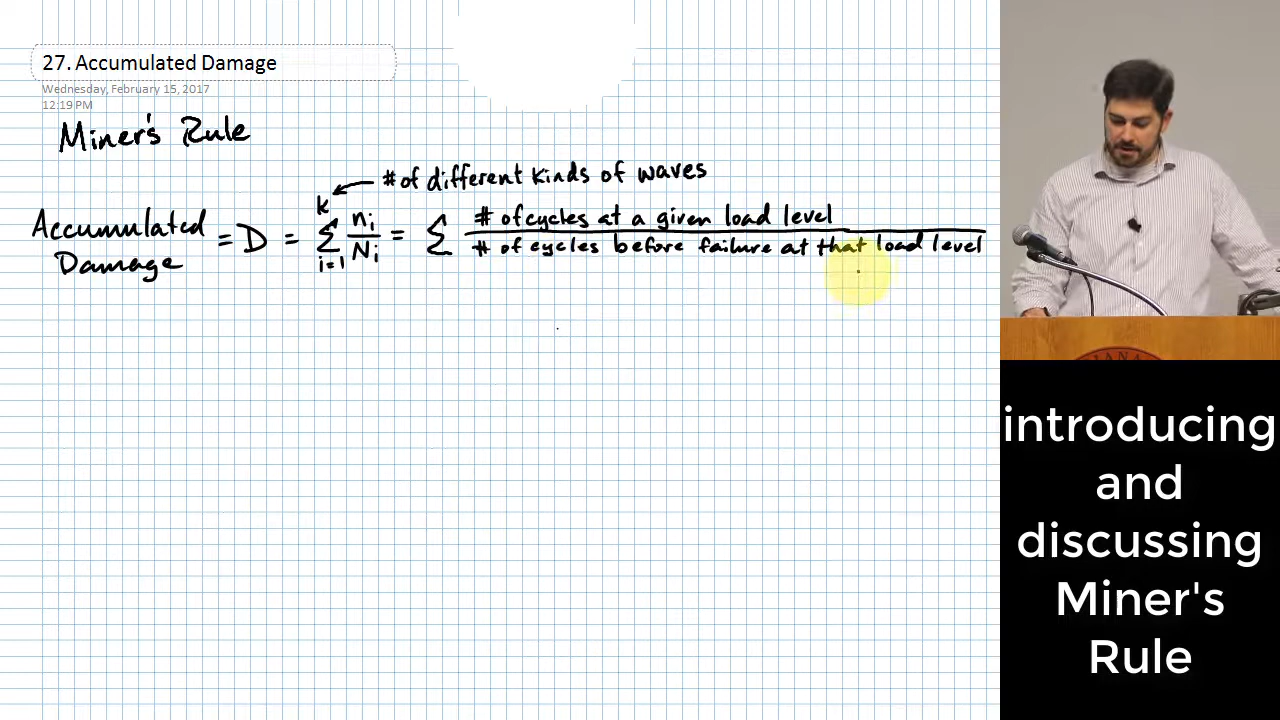 27. Accumulated Damage
Wednesday, February 15, 2017
12:19 PM
Miner's Rule
# of different kinds of waves
Accumulated Damage = D = k Σ i=1 ni/Ni = Σ # of cycles at a given load level / # of cycles before failure at that load level
introducing
and
discussing
Miner's
Rule